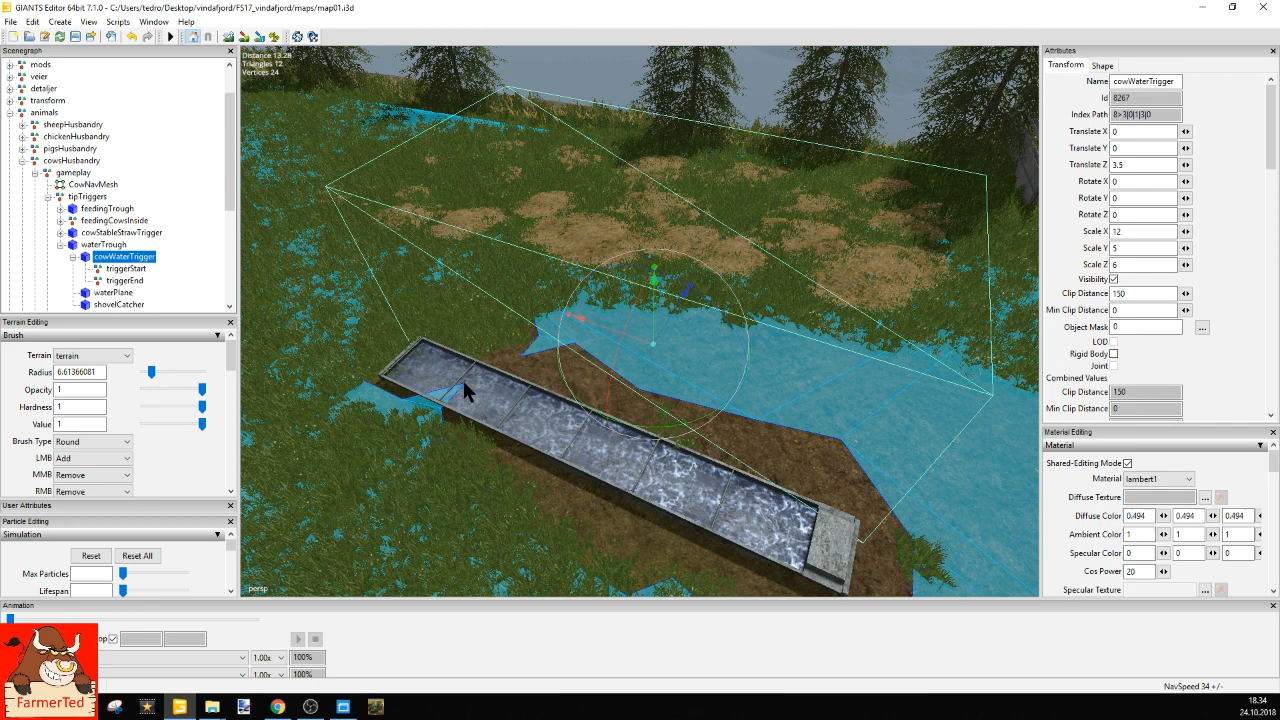 GIANTS Editor 64bit 7.1.0 - C:/Users/tedro/Desktop/vindafjord/FS17_vindafjord/maps/map01.i3d
File Edit Create View Scripts Window Help
Scenegraph
mods
veier
detaljer
transform
animals
sheepHusbandry
chickenHusbandry
pigsHusbandry
cowsHusbandry
gameplay
CowNavMesh
tipTriggers
feedingTrough
feedingCowsInside
cowStableStrawTrigger
waterTrough
cowWaterTrigger
triggerStart
triggerEnd
waterPlane
shovelCatcher
Terrain Editing
Brush
Terrain terrain
Radius 6.61366081
Opacity 1
Hardness 1
Value 1
Brush Type Round
LMB Add
MMB Remove
RMB Remove
User Attributes
Particle Editing
Simulation
Reset Reset All
Max Particles
Lifespan
Distance 13.28
Triangles 12
Vertices 24
persp
Attributes
Transform Shape
Name cowWaterTrigger
Id 8267
Index Path 8>3|0|1|3|0
Translate X 0
Translate Y 0
Translate Z 3.5
Rotate X 0
Rotate Y 0
Rotate Z 0
Scale X 12
Scale Y 5
Scale Z 6
Visibility
Clip Distance 150
Min Clip Distance 0
Object Mask 0 ...
LOD
Rigid Body
Joint
Combined Values
Clip Distance 150
Min Clip Distance 0
Material Editing
Material
Shared-Editing Mode
Material lambert1
Diffuse Texture ...
Diffuse Color 0.494 0.494 0.494
Ambient Color 1 1 1
Specular Color 0 0 0
Cos Power 20
Specular Texture ...
Animation
op
1.00x 100%
1.00x 100%
NavSpeed 34 +/-
FarmerTed
18.34
24.10.2018